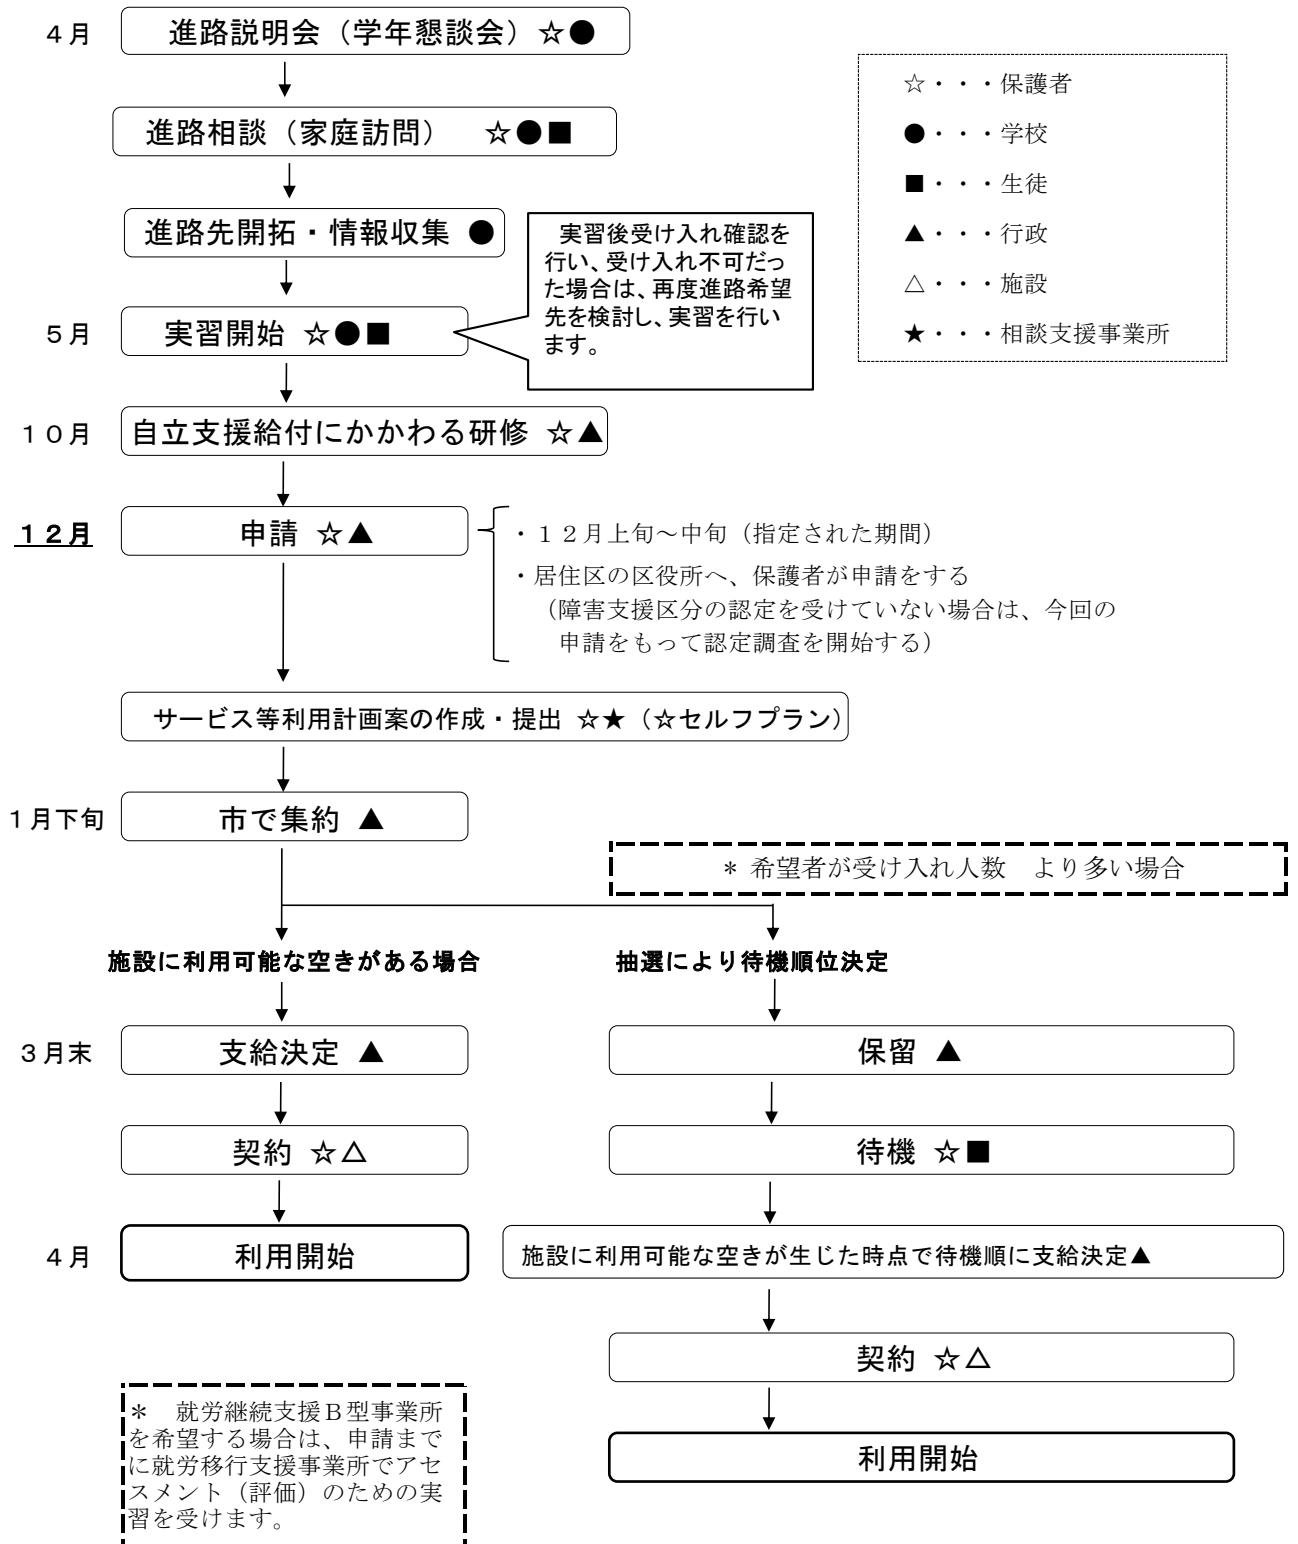 ４月
進路説明会（学年懇談会）☆●
☆・・・保護者
●・・・学校
■・・・生徒
▲・・・行政
△・・・施設
★・・・相談支援事業所
進路相談（家庭訪問）　☆●■
進路先開拓・情報収集 ●
実習後受け入れ確認を
行い、受け入れ不可だっ
た場合は、再度進路希望
先を検討し、実習を行い
ます。
５月
実習開始 ☆●■
１０月
自立支援給付にかかわる研修 ☆▲
１２月
申請 ☆▲
・１２月上旬～中旬（指定された期間）
・居住区の区役所へ、保護者が申請をする
（障害支援区分の認定を受けていない場合は、今回の
申請をもって認定調査を開始する）
サービス等利用計画案の作成・提出 ☆★（☆セルフプラン）
１月下旬
市で集約 ▲
＊ 希望者が受け入れ人数　より多い場合
施設に利用可能な空きがある場合
抽選により待機順位決定
３月末
支給決定 ▲
保留 ▲
契約 ☆△
待機 ☆■
４月
利用開始
施設に利用可能な空きが生じた時点で待機順に支給決定▲
契約 ☆△
利用開始
＊　就労継続支援Ｂ型事業所
を希望する場合は、申請まで
に就労移行支援事業所でアセ
スメント（評価）のための実
習を受けます。